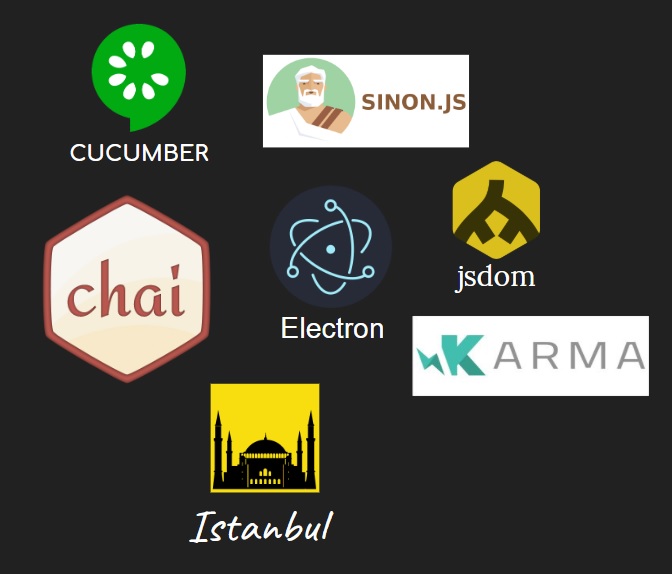 CUCUMBER
SINON.JS
chai
Electron
jsdom
KARMA
Istanbul